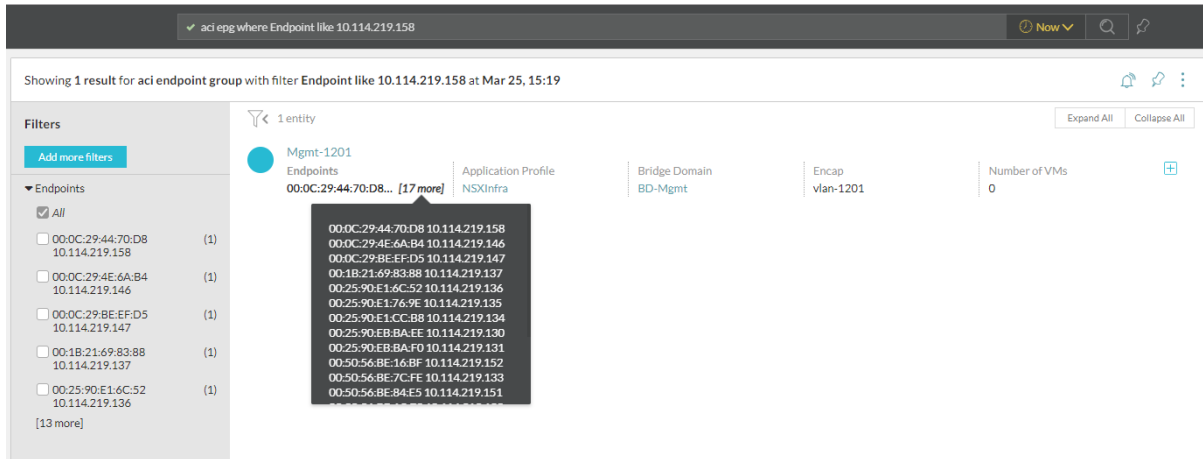 aci epg where Endpoint like 10.114.219.158
Now
Showing 1 result for aci endpoint group with filter Endpoint like 10.114.219.158 at Mar 25, 15:19
Filters
Add more filters
Endpoints
All
00:0C:29:44:70:D8 (1)
10.114.219.158
00:0C:29:4E:6A:B4 (1)
10.114.219.146
00:0C:29:BE:EF:D5 (1)
10.114.219.147
00:1B:21:69:83:88 (1)
10.114.219.137
00:25:90:E1:6C:52 (1)
10.114.219.136
[13 more]
1 entity
Expand All Collapse All
Mgmt-1201
Endpoints Application Profile Bridge Domain Encap Number of VMs
00:0C:29:44:70:D8... [17 more] NSXInfra BD-Mgmt vlan-1201 0
00:0C:29:44:70:D8 10.114.219.158
00:0C:29:4E:6A:B4 10.114.219.146
00:0C:29:BE:EF:D5 10.114.219.147
00:1B:21:69:83:88 10.114.219.137
00:25:90:E1:6C:52 10.114.219.136
00:25:90:E1:76:9E 10.114.219.135
00:25:90:E1:CC:B8 10.114.219.134
00:25:90:EB:BA:EE 10.114.219.130
00:25:90:EB:BA:F0 10.114.219.131
00:50:56:BE:16:BF 10.114.219.152
00:50:56:BE:7C:FE 10.114.219.133
00:50:56:BE:84:E5 10.114.219.151